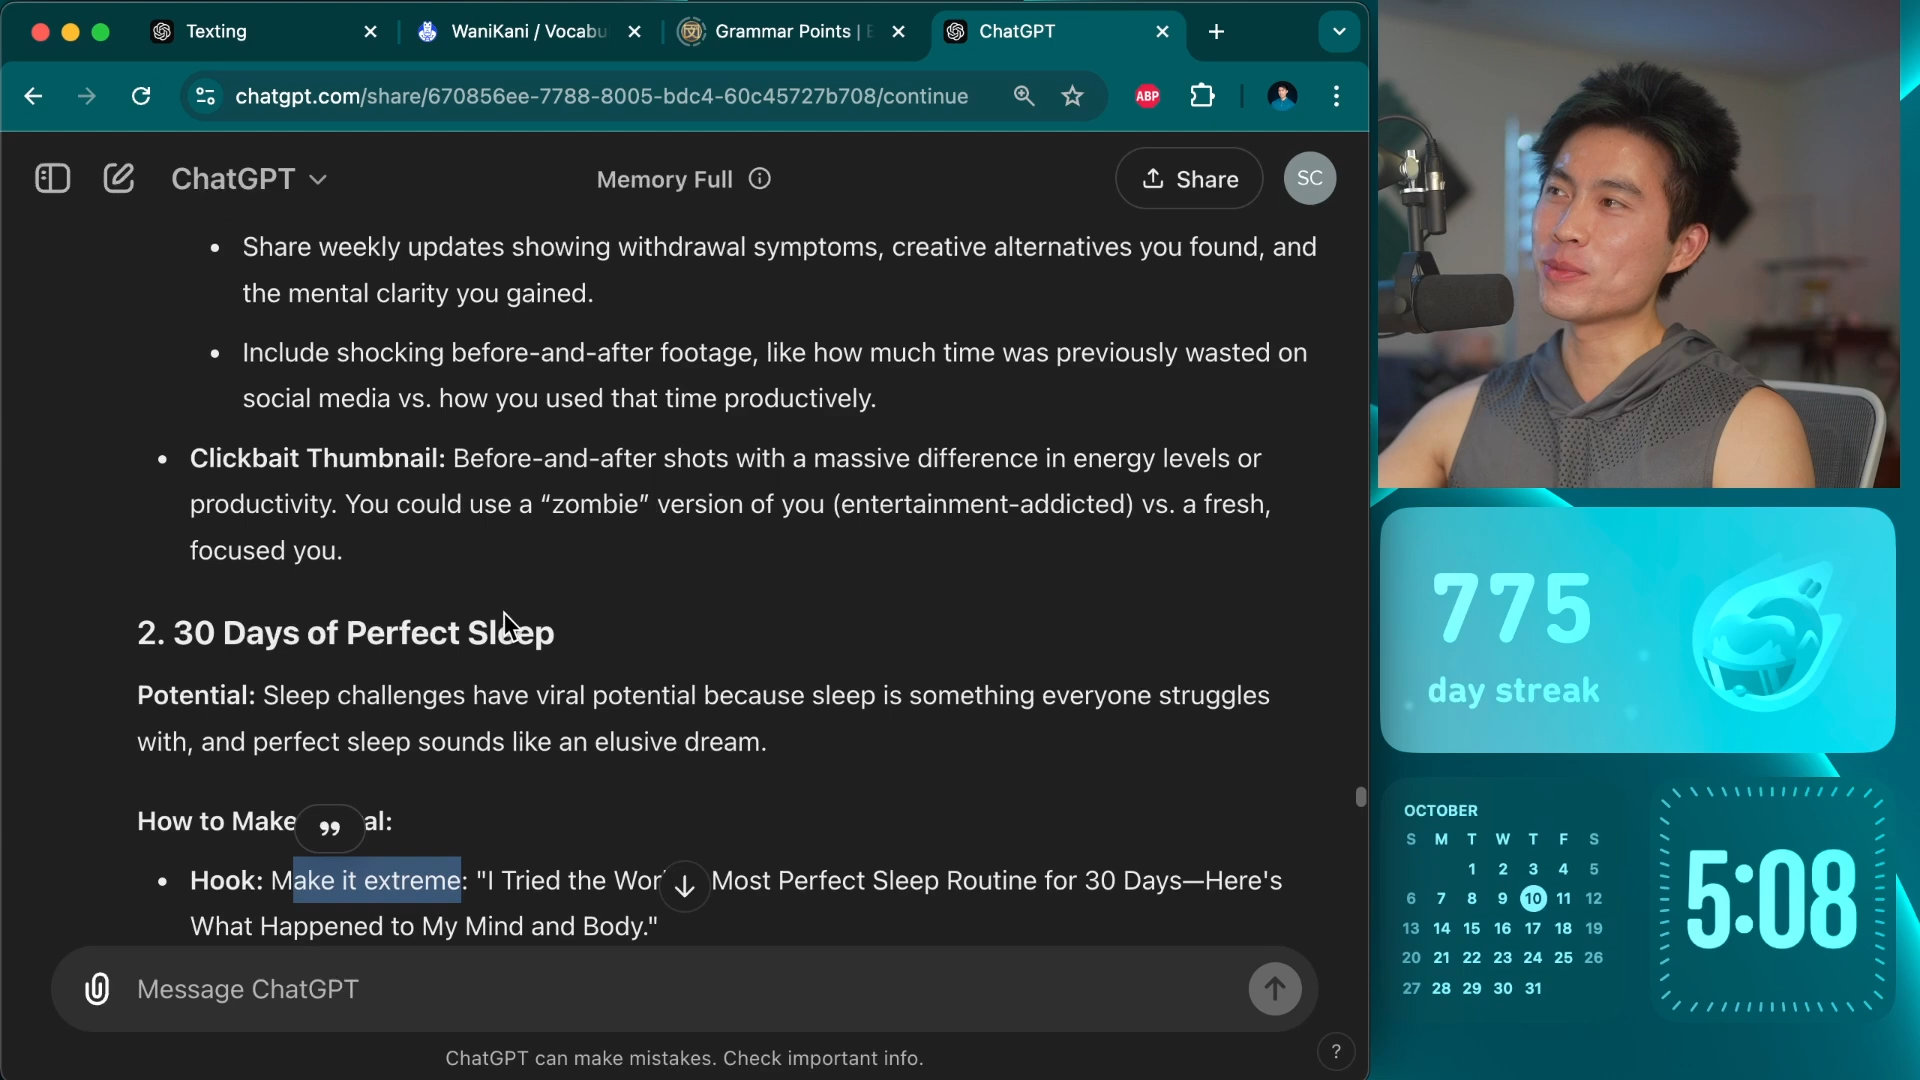 Texting
WaniKani / Vocabu
Grammar Points |
ChatGPT
chatgpt.com/share/670856ee-7788-8005-bdc4-60c45727b708/continue
ABP
ChatGPT
Memory Full
Share
SC
• Share weekly updates showing withdrawal symptoms, creative alternatives you found, and
the mental clarity you gained.
• Include shocking before-and-after footage, like how much time was previously wasted on
social media vs. how you used that time productively.
• Clickbait Thumbnail: Before-and-after shots with a massive difference in energy levels or
productivity. You could use a “zombie” version of you (entertainment-addicted) vs. a fresh,
focused you.
2. 30 Days of Perfect Sleep
Potential: Sleep challenges have viral potential because sleep is something everyone struggles
with, and perfect sleep sounds like an elusive dream.
How to Make al:
• Hook: Make it extreme: "I Tried the Wor Most Perfect Sleep Routine for 30 Days—Here's
What Happened to My Mind and Body."
Message ChatGPT
ChatGPT can make mistakes. Check important info.
?
775
day streak
OCTOBER
S M T W T F S
1 2 3 4 5
6 7 8 9 10 11 12
13 14 15 16 17 18 19
20 21 22 23 24 25 26
27 28 29 30 31
5:08